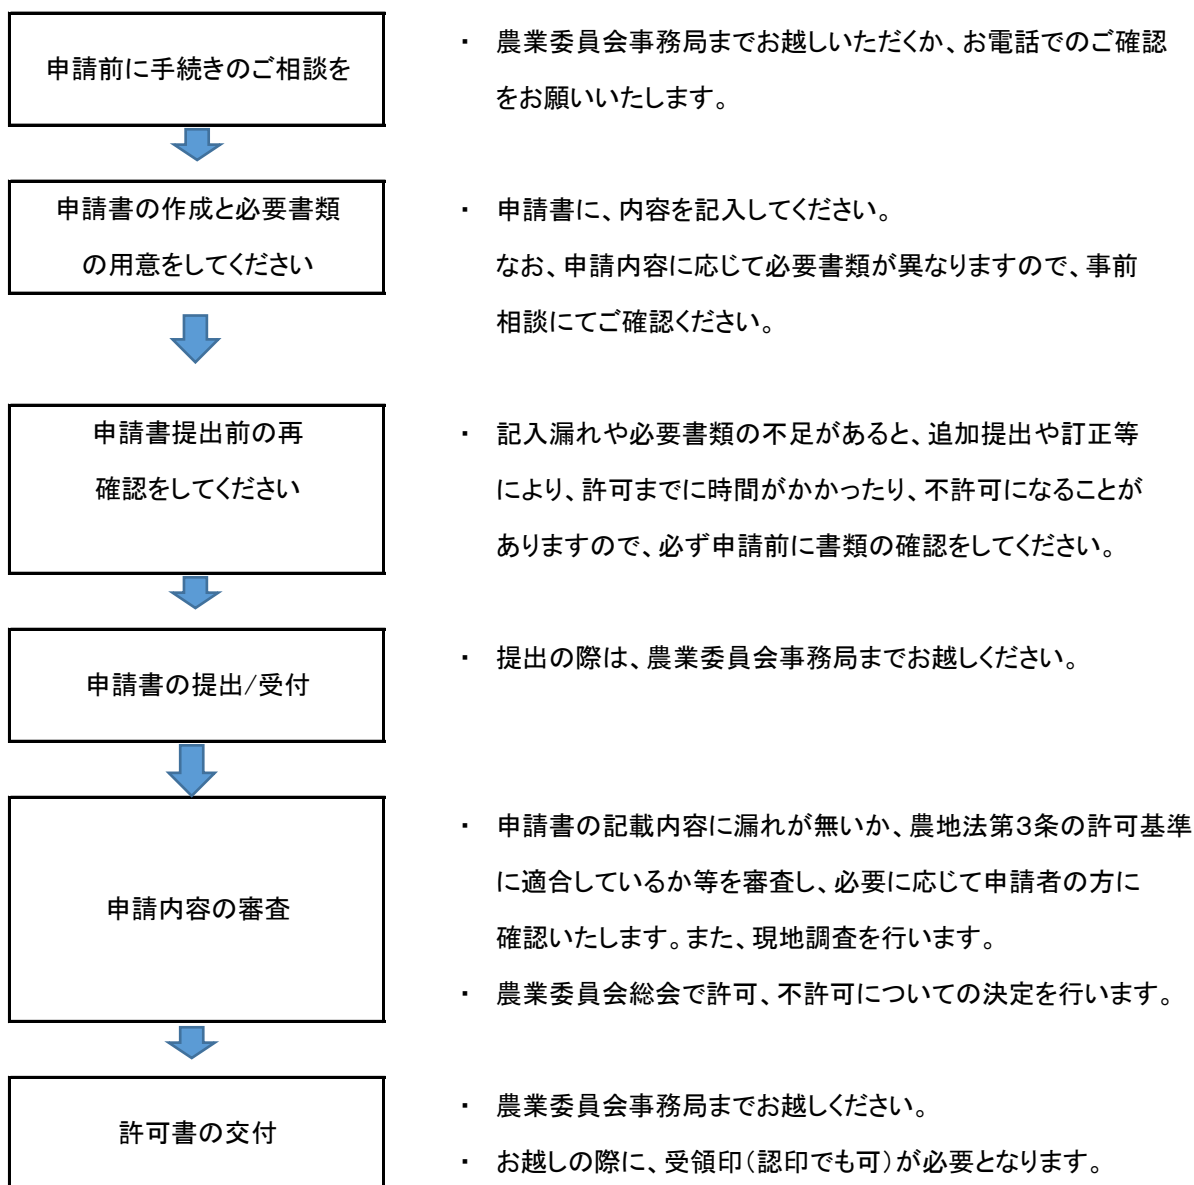 申請前に手続きのご相談を
・ 農業委員会事務局までお越しいただくか、お電話でのご確認
をお願いいたします。
申請書の作成と必要書類
の用意をしてください
・ 申請書に、内容を記入してください。
なお、申請内容に応じて必要書類が異なりますので、事前
相談にてご確認ください。
申請書提出前の再
確認をしてください
・ 記入漏れや必要書類の不足があると、追加提出や訂正等
により、許可までに時間がかかったり、不許可になることが
ありますので、必ず申請前に書類の確認をしてください。
申請書の提出/受付
・ 提出の際は、農業委員会事務局までお越しください。
申請内容の審査
・ 申請書の記載内容に漏れが無いか、農地法第3条の許可基準
に適合しているか等を審査し、必要に応じて申請者の方に
確認いたします。また、現地調査を行います。
・ 農業委員会総会で許可、不許可についての決定を行います。
許可書の交付
・ 農業委員会事務局までお越しください。
・ お越しの際に、受領印（認印でも可）が必要となります。